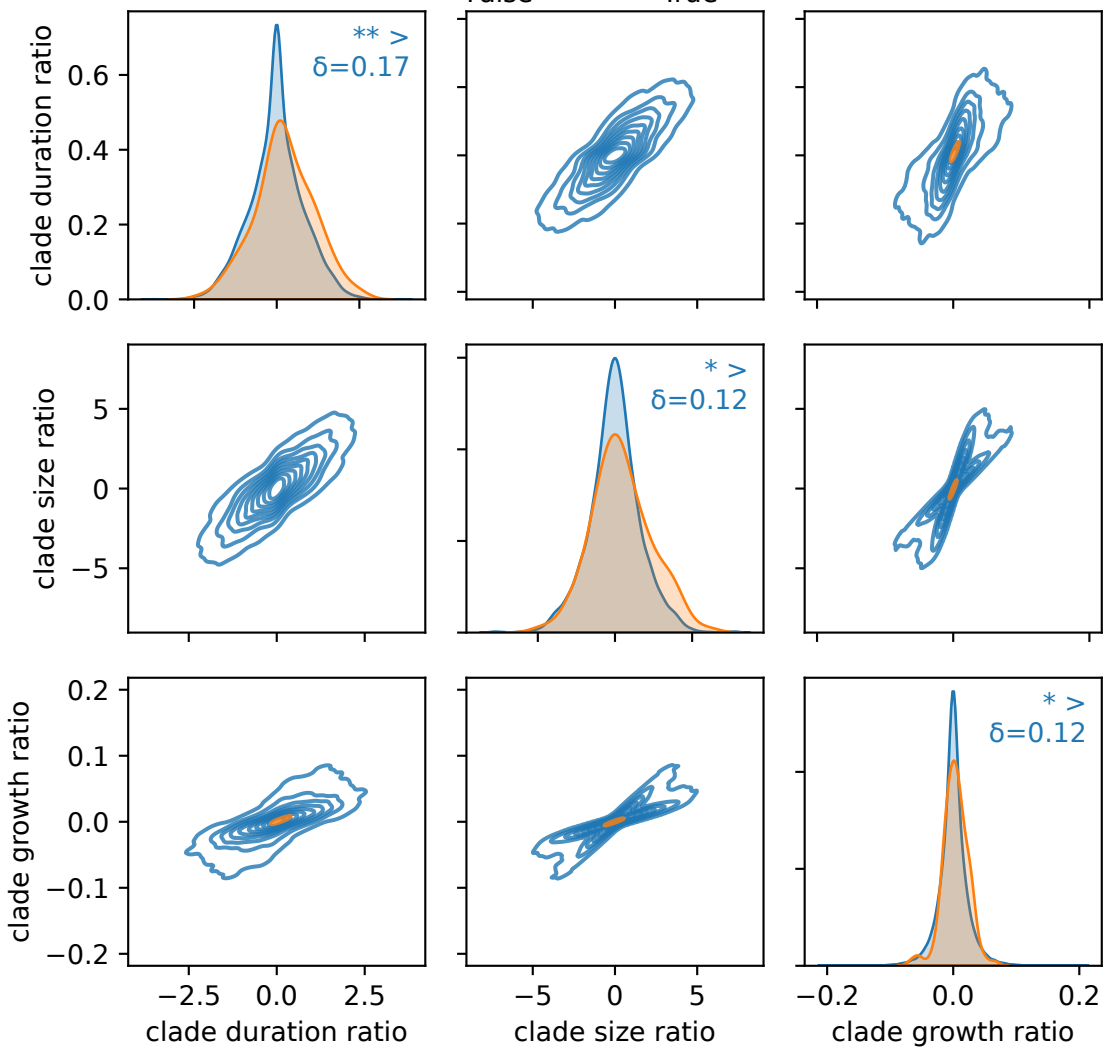 ** >
δ=0.17
clade duration ratio
0.6
0.4
0.2
0.0
* >
δ=0.12
clade size ratio
5
0
−5
* >
δ=0.12
clade growth ratio
0.2
0.1
0.0
−0.1
−0.2
−2.5 0.0 2.5
−5 0 5
−0.2 0.0 0.2
clade duration ratio
clade size ratio
clade growth ratio